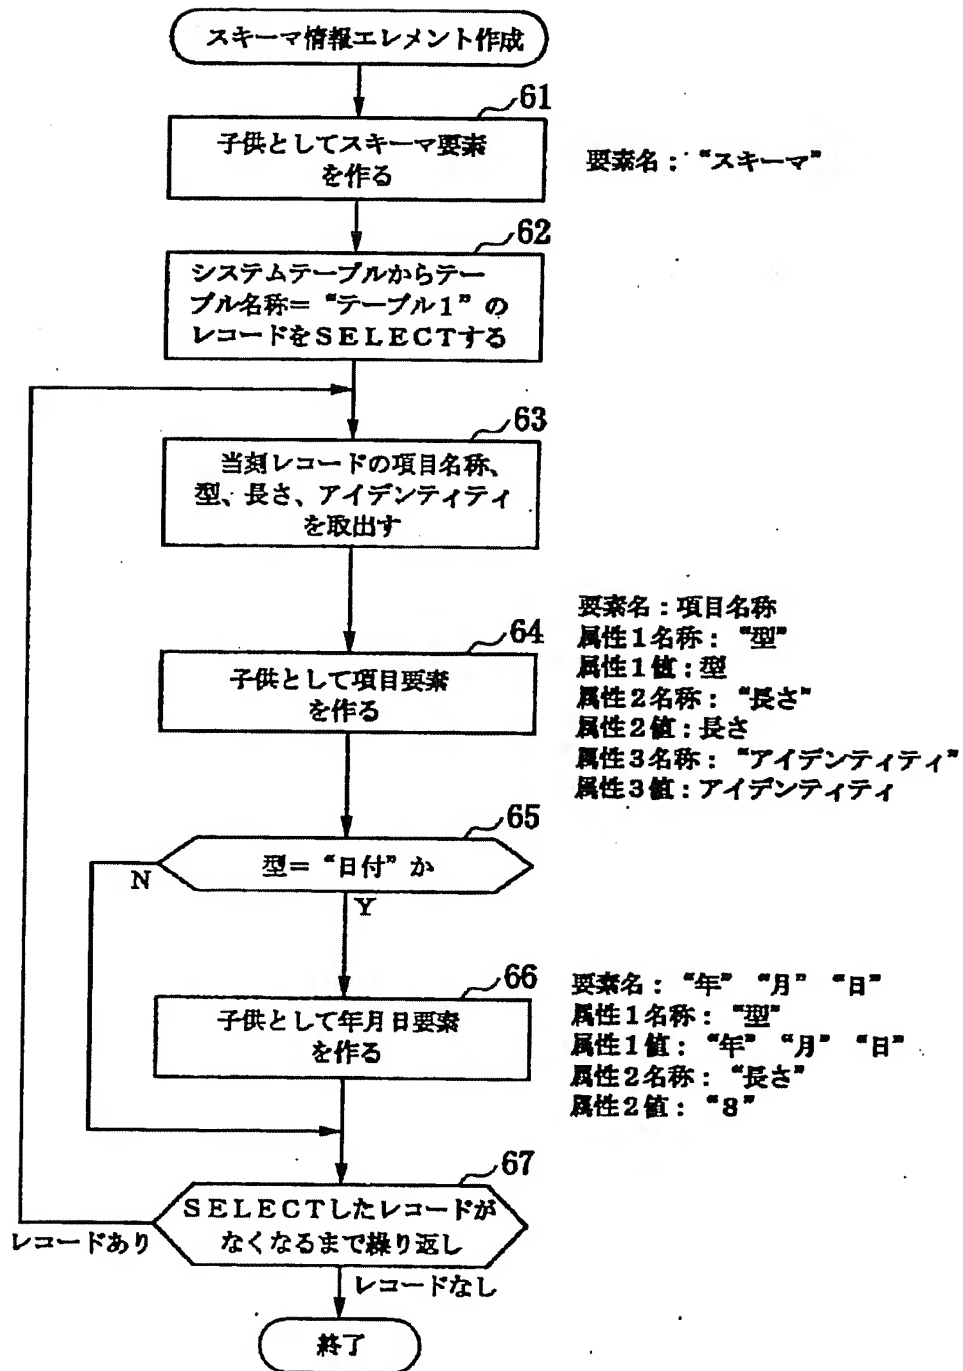 スキーマ情報エレメント作成
61
子供としてスキーマ要素
を作る
要素名：“スキーマ”
62
システムテーブルからテー
ブル名称＝“テーブル１”の
レコードをＳＥＬＥＣＴする
63
当刻レコードの項目名称、
型、長さ、アイデンティティ
を取出す
64
子供として項目要素
を作る
要素名：項目名称
属性１名称：“型”
属性１値：型
属性２名称：“長さ”
属性２値：長さ
属性３名称：“アイデンティティ”
属性３値：アイデンティティ
65
型＝“日付”か
N
Y
66
子供として年月日要素
を作る
要素名：“年” “月” “日”
属性１名称：“型”
属性１値：“年” “月” “日”
属性２名称：“長さ”
属性２値：“８”
67
ＳＥＬＥＣＴしたレコードが
なくなるまで繰り返し
レコードあり
レコードなし
終了